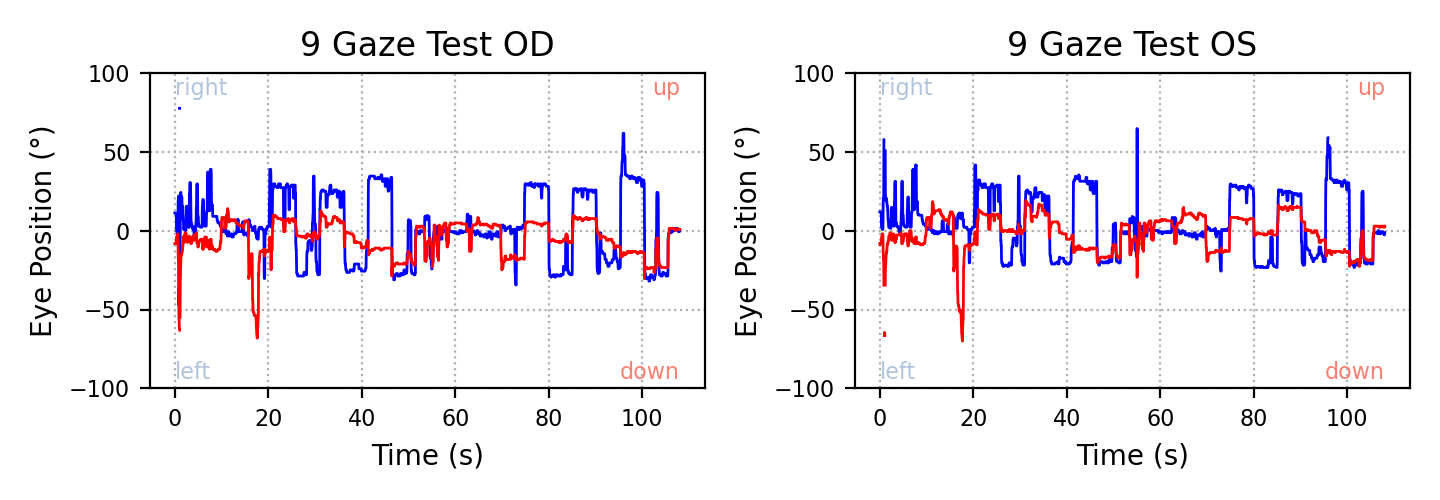 9 Gaze Test OD
100
50
0
−50
−100
Eye Position (°)
right
up
left
down
0 20 40 60 80 100
Time (s)
9 Gaze Test OS
100
50
0
−50
−100
Eye Position (°)
right
up
left
down
0 20 40 60 80 100
Time (s)